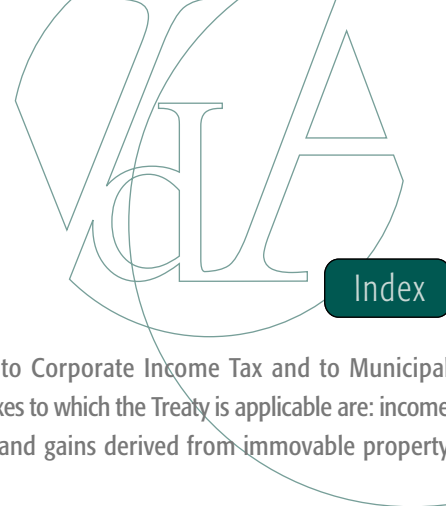 VdLA
Index
to Corporate Income Tax and to Municipal
xes to which the Treaty is applicable are: income
and gains derived from immovable property